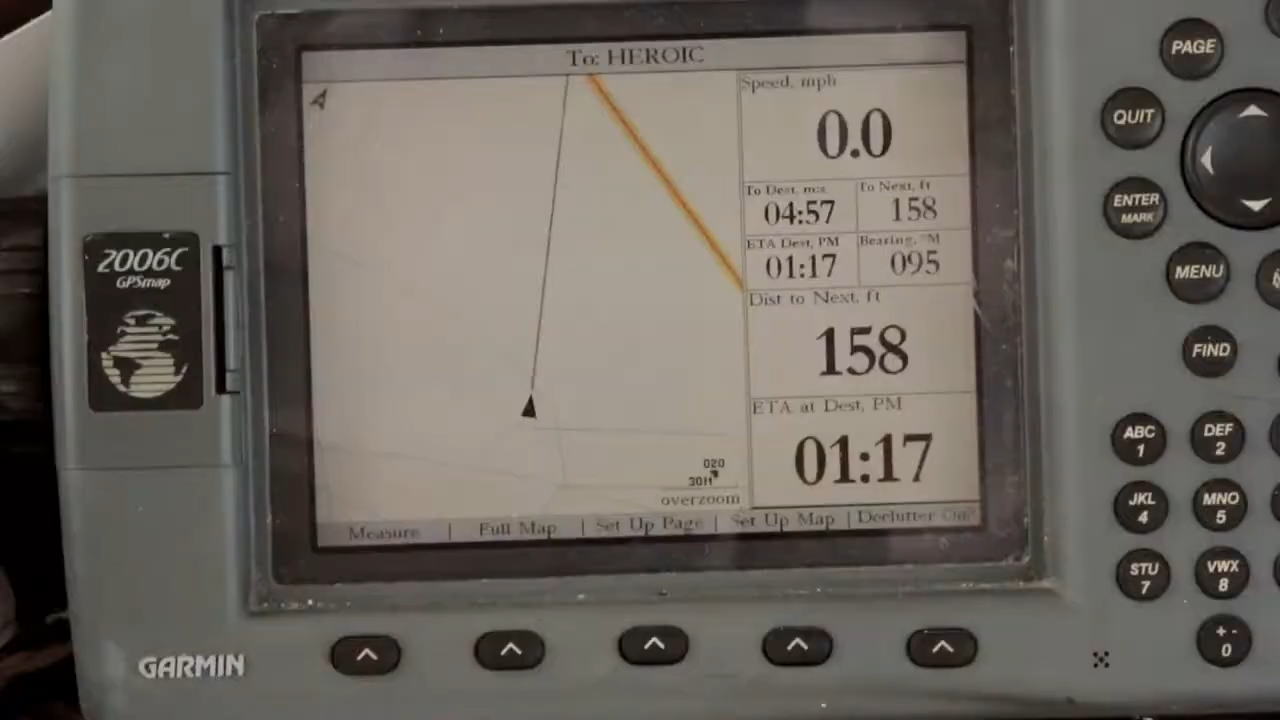 To: HEROIC
Speed, mph
0.0
To Dest, m:s
To Next, ft
04:57
158
ETA Dest, PM
Bearing, °M
01:17
095
Dist to Next, ft
158
ETA at Dest, PM
01:17
020
30ft
overzoom
Measure | Full Map | Set Up Page | Set Up Map | Declutter On?
2006C
GPSmap
GARMIN
PAGE
QUIT
ENTER
MARK
MENU
FIND
ABC
1
DEF
2
JKL
4
MNO
5
STU
7
VWX
8
+ -
0